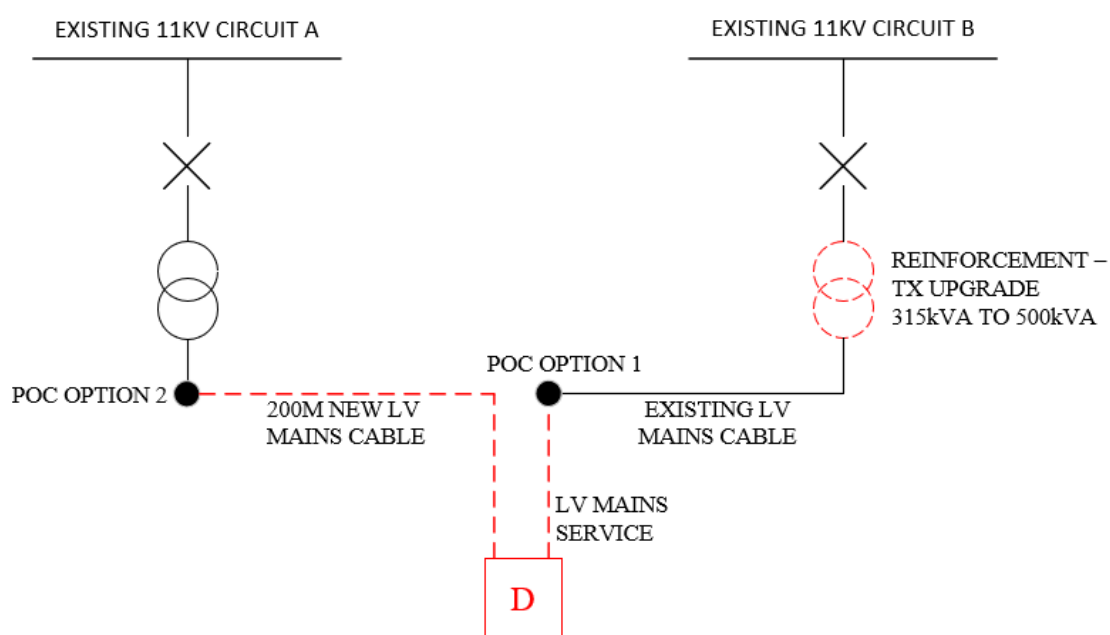 EXISTING 11KV CIRCUIT A
EXISTING 11KV CIRCUIT B
REINFORCEMENT –
TX UPGRADE
315kVA TO 500kVA
POC OPTION 1
POC OPTION 2
200M NEW LV
MAINS CABLE
EXISTING LV
MAINS CABLE
LV MAINS
SERVICE
D